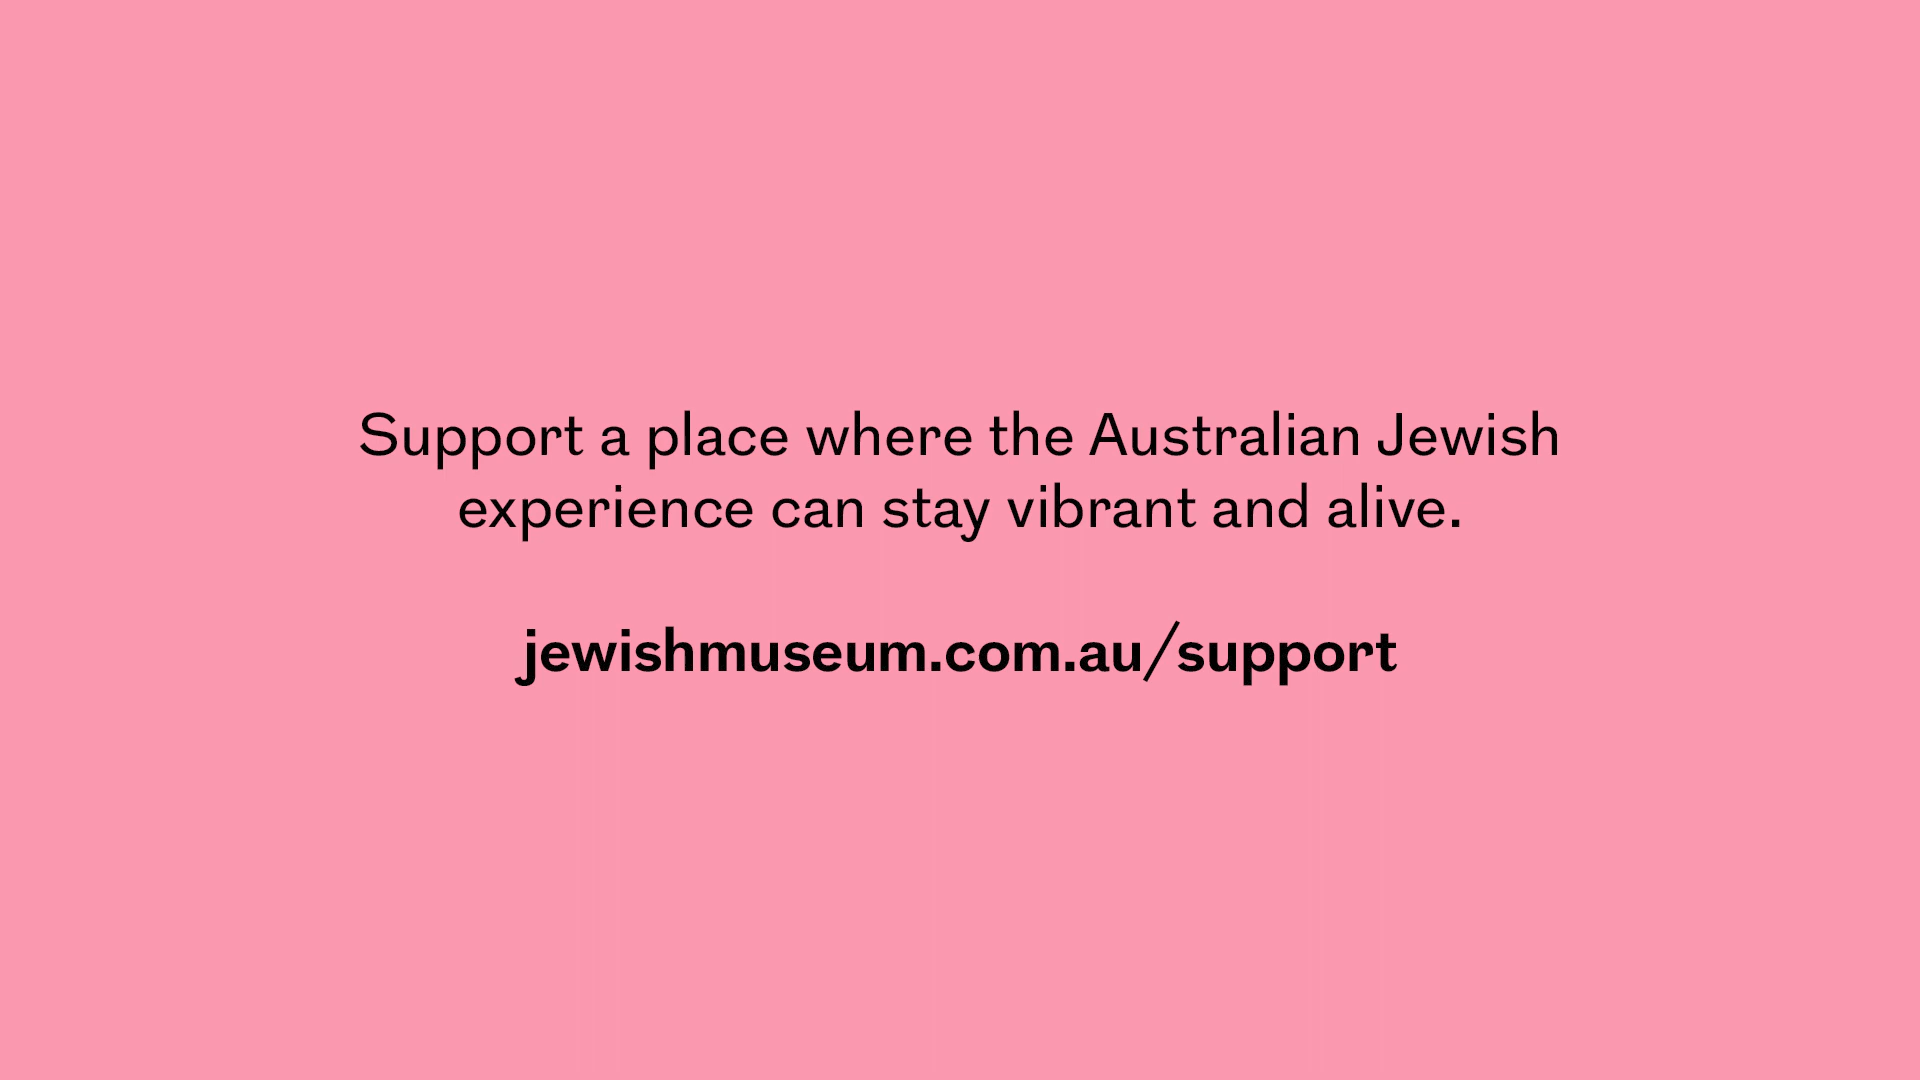 Support a place where the Australian Jewish
experience can stay vibrant and alive.
jewishmuseum.com.au/support